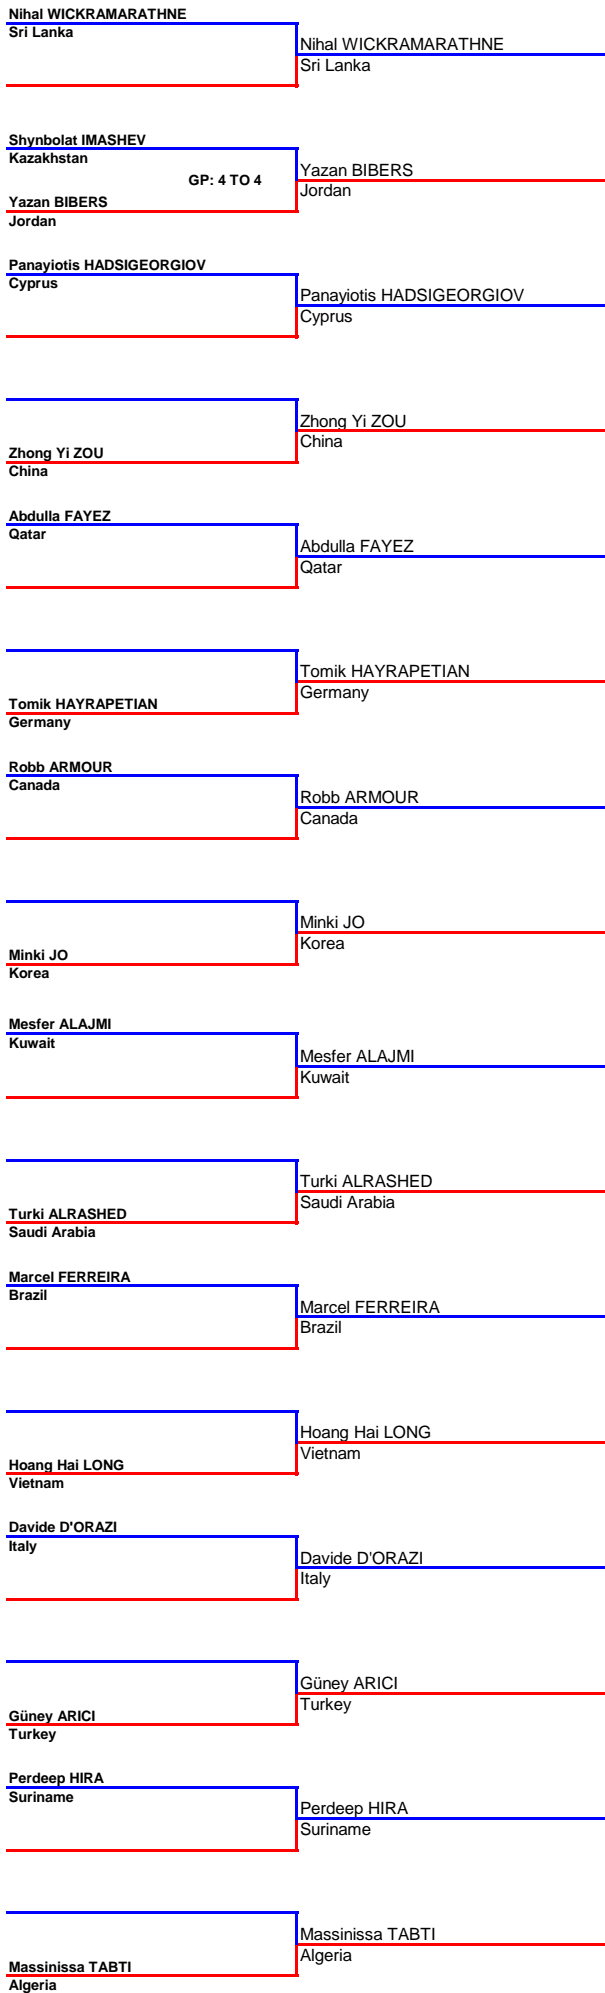 Nihal WICKRAMARATHNE
Sri Lanka
Nihal WICKRAMARATHNE
Sri Lanka
Shynbolat IMASHEV
Kazakhstan
GP: 4 TO 4
Yazan BIBERS
Jordan
Yazan BIBERS
Jordan
Panayiotis HADSIGEORGIOV
Cyprus
Panayiotis HADSIGEORGIOV
Cyprus
Zhong Yi ZOU
China
Zhong Yi ZOU
China
Abdulla FAYEZ
Qatar
Abdulla FAYEZ
Qatar
Tomik HAYRAPETIAN
Germany
Tomik HAYRAPETIAN
Germany
Robb ARMOUR
Canada
Robb ARMOUR
Canada
Minki JO
Korea
Minki JO
Korea
Mesfer ALAJMI
Kuwait
Mesfer ALAJMI
Kuwait
Turki ALRASHED
Saudi Arabia
Turki ALRASHED
Saudi Arabia
Marcel FERREIRA
Brazil
Marcel FERREIRA
Brazil
Hoang Hai LONG
Vietnam
Hoang Hai LONG
Vietnam
Davide D'ORAZI
Italy
Davide D'ORAZI
Italy
Güney ARICI
Turkey
Güney ARICI
Turkey
Perdeep HIRA
Suriname
Perdeep HIRA
Suriname
Massinissa TABTI
Algeria
Massinissa TABTI
Algeria